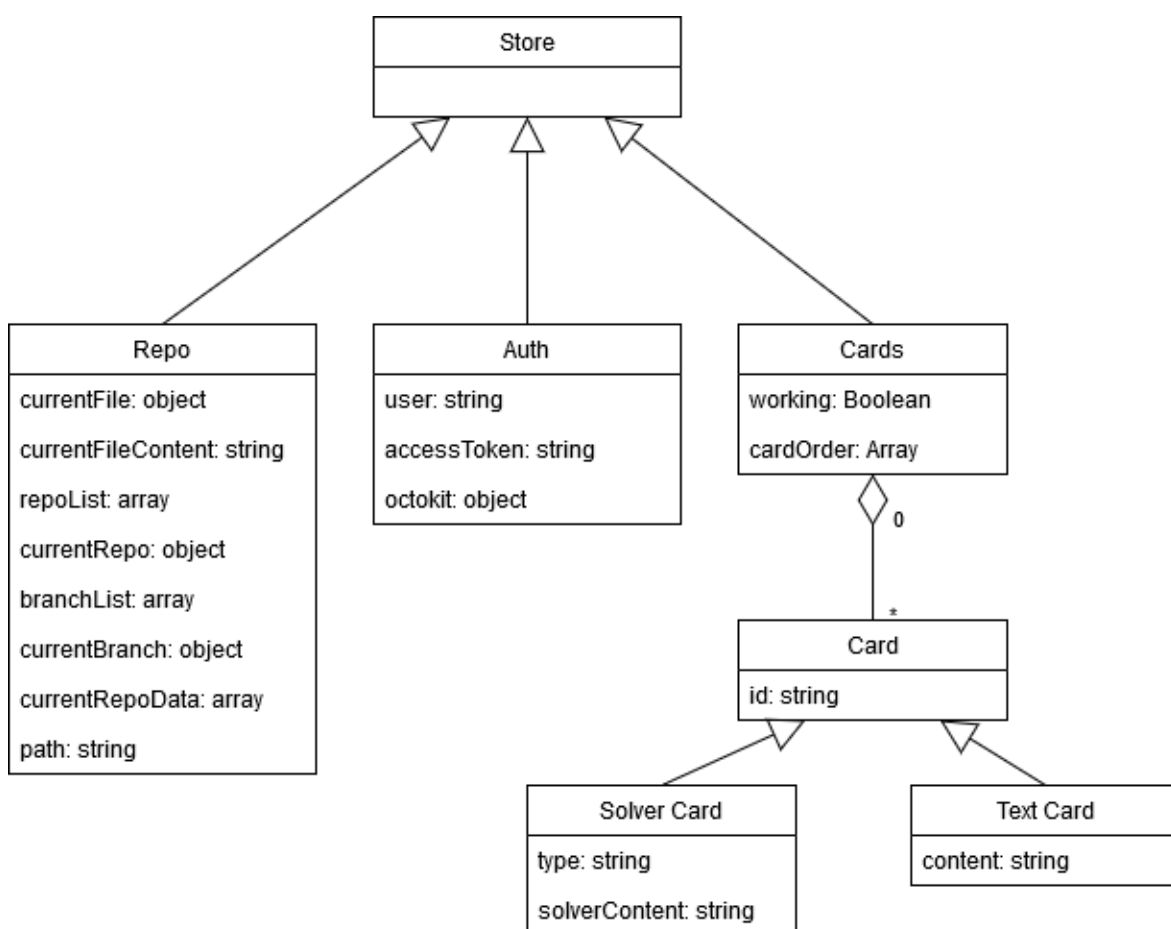 Store
Repo
currentFile: object
currentFileContent: string
repoList: array
currentRepo: object
branchList: array
currentBranch: object
currentRepoData: array
path: string
Auth
user: string
accessToken: string
octokit: object
Cards
working: Boolean
cardOrder: Array
0
*
Card
id: string
Solver Card
type: string
solverContent: string
Text Card
content: string